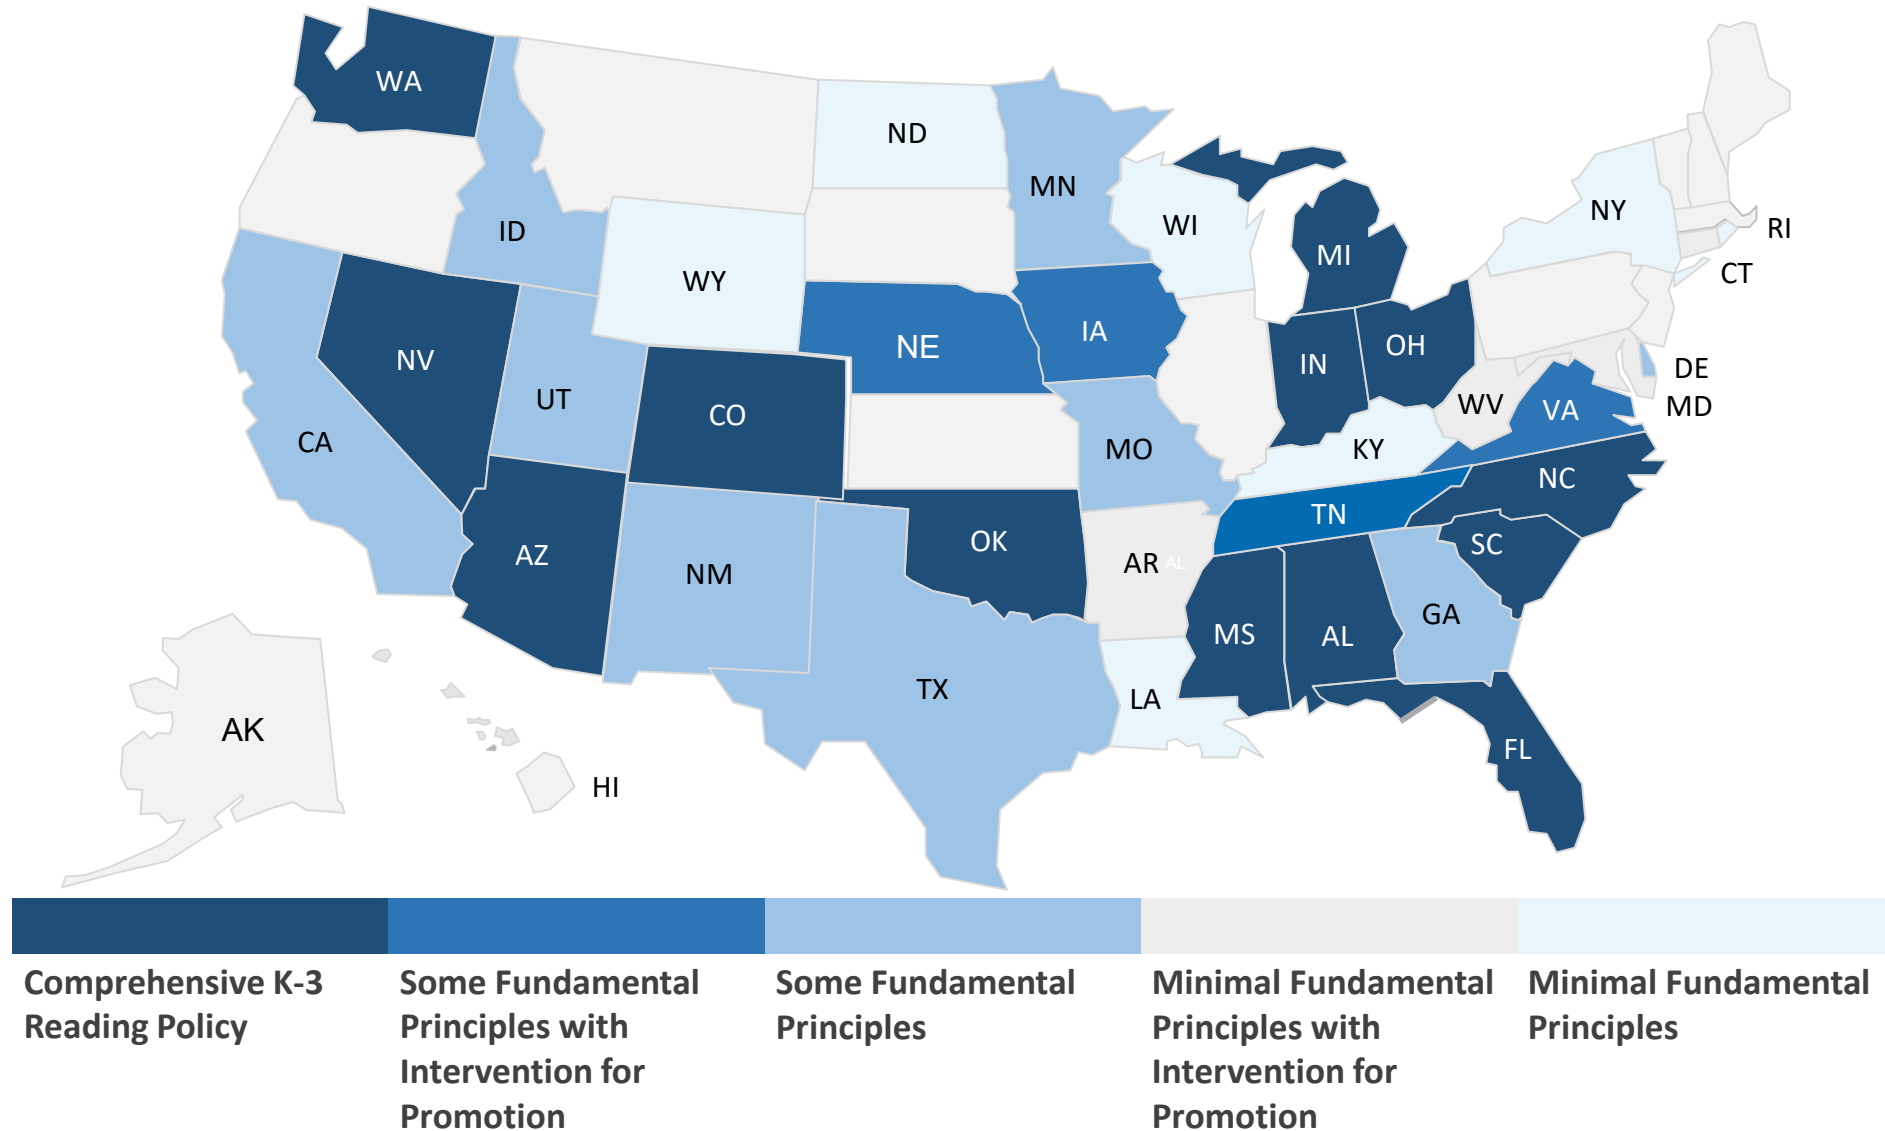 WA
ND
MN
ID
WI
NY
RI
MI
CT
WY
NE
IA
NV
IN
OH
DE
UT
CO
WV
VA
MD
CA
MO
KY
NC
TN
AZ
OK
AR
AL
SC
NM
GA
MS
AL
TX
LA
AK
FL
HI
Comprehensive K-3
Reading Policy
Some Fundamental
Principles with
Intervention for
Promotion
Some Fundamental
Principles
Minimal Fundamental
Principles with
Intervention for
Promotion
Minimal Fundamental
Principles